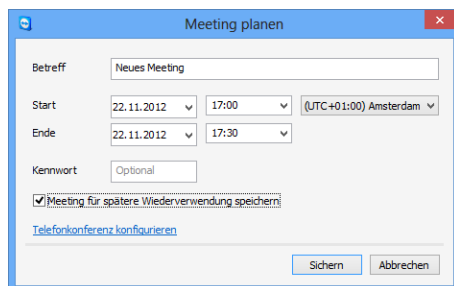 Meeting planen
Betreff Neues Meeting
Start 22.11.2012 17:00 (UTC+01:00) Amsterdam
Ende 22.11.2012 17:30
Kennwort Optional
Meeting für spätere Wiederverwendung speichern
Telefonkonferenz konfigurieren
Sichern Abbrechen